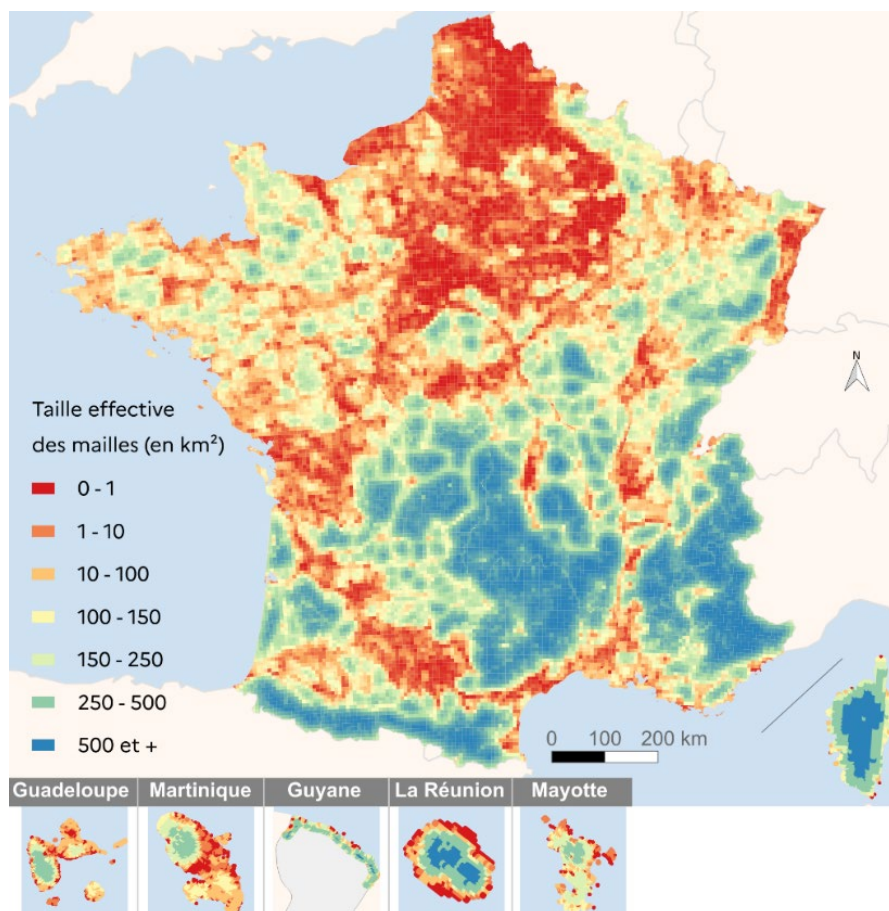 N
Taille effective
des mailles (en km²)
0 - 1
1 - 10
10 - 100
100 - 150
150 - 250
250 - 500
500 et +
0 100 200 km
Guadeloupe Martinique Guyane La Réunion Mayotte